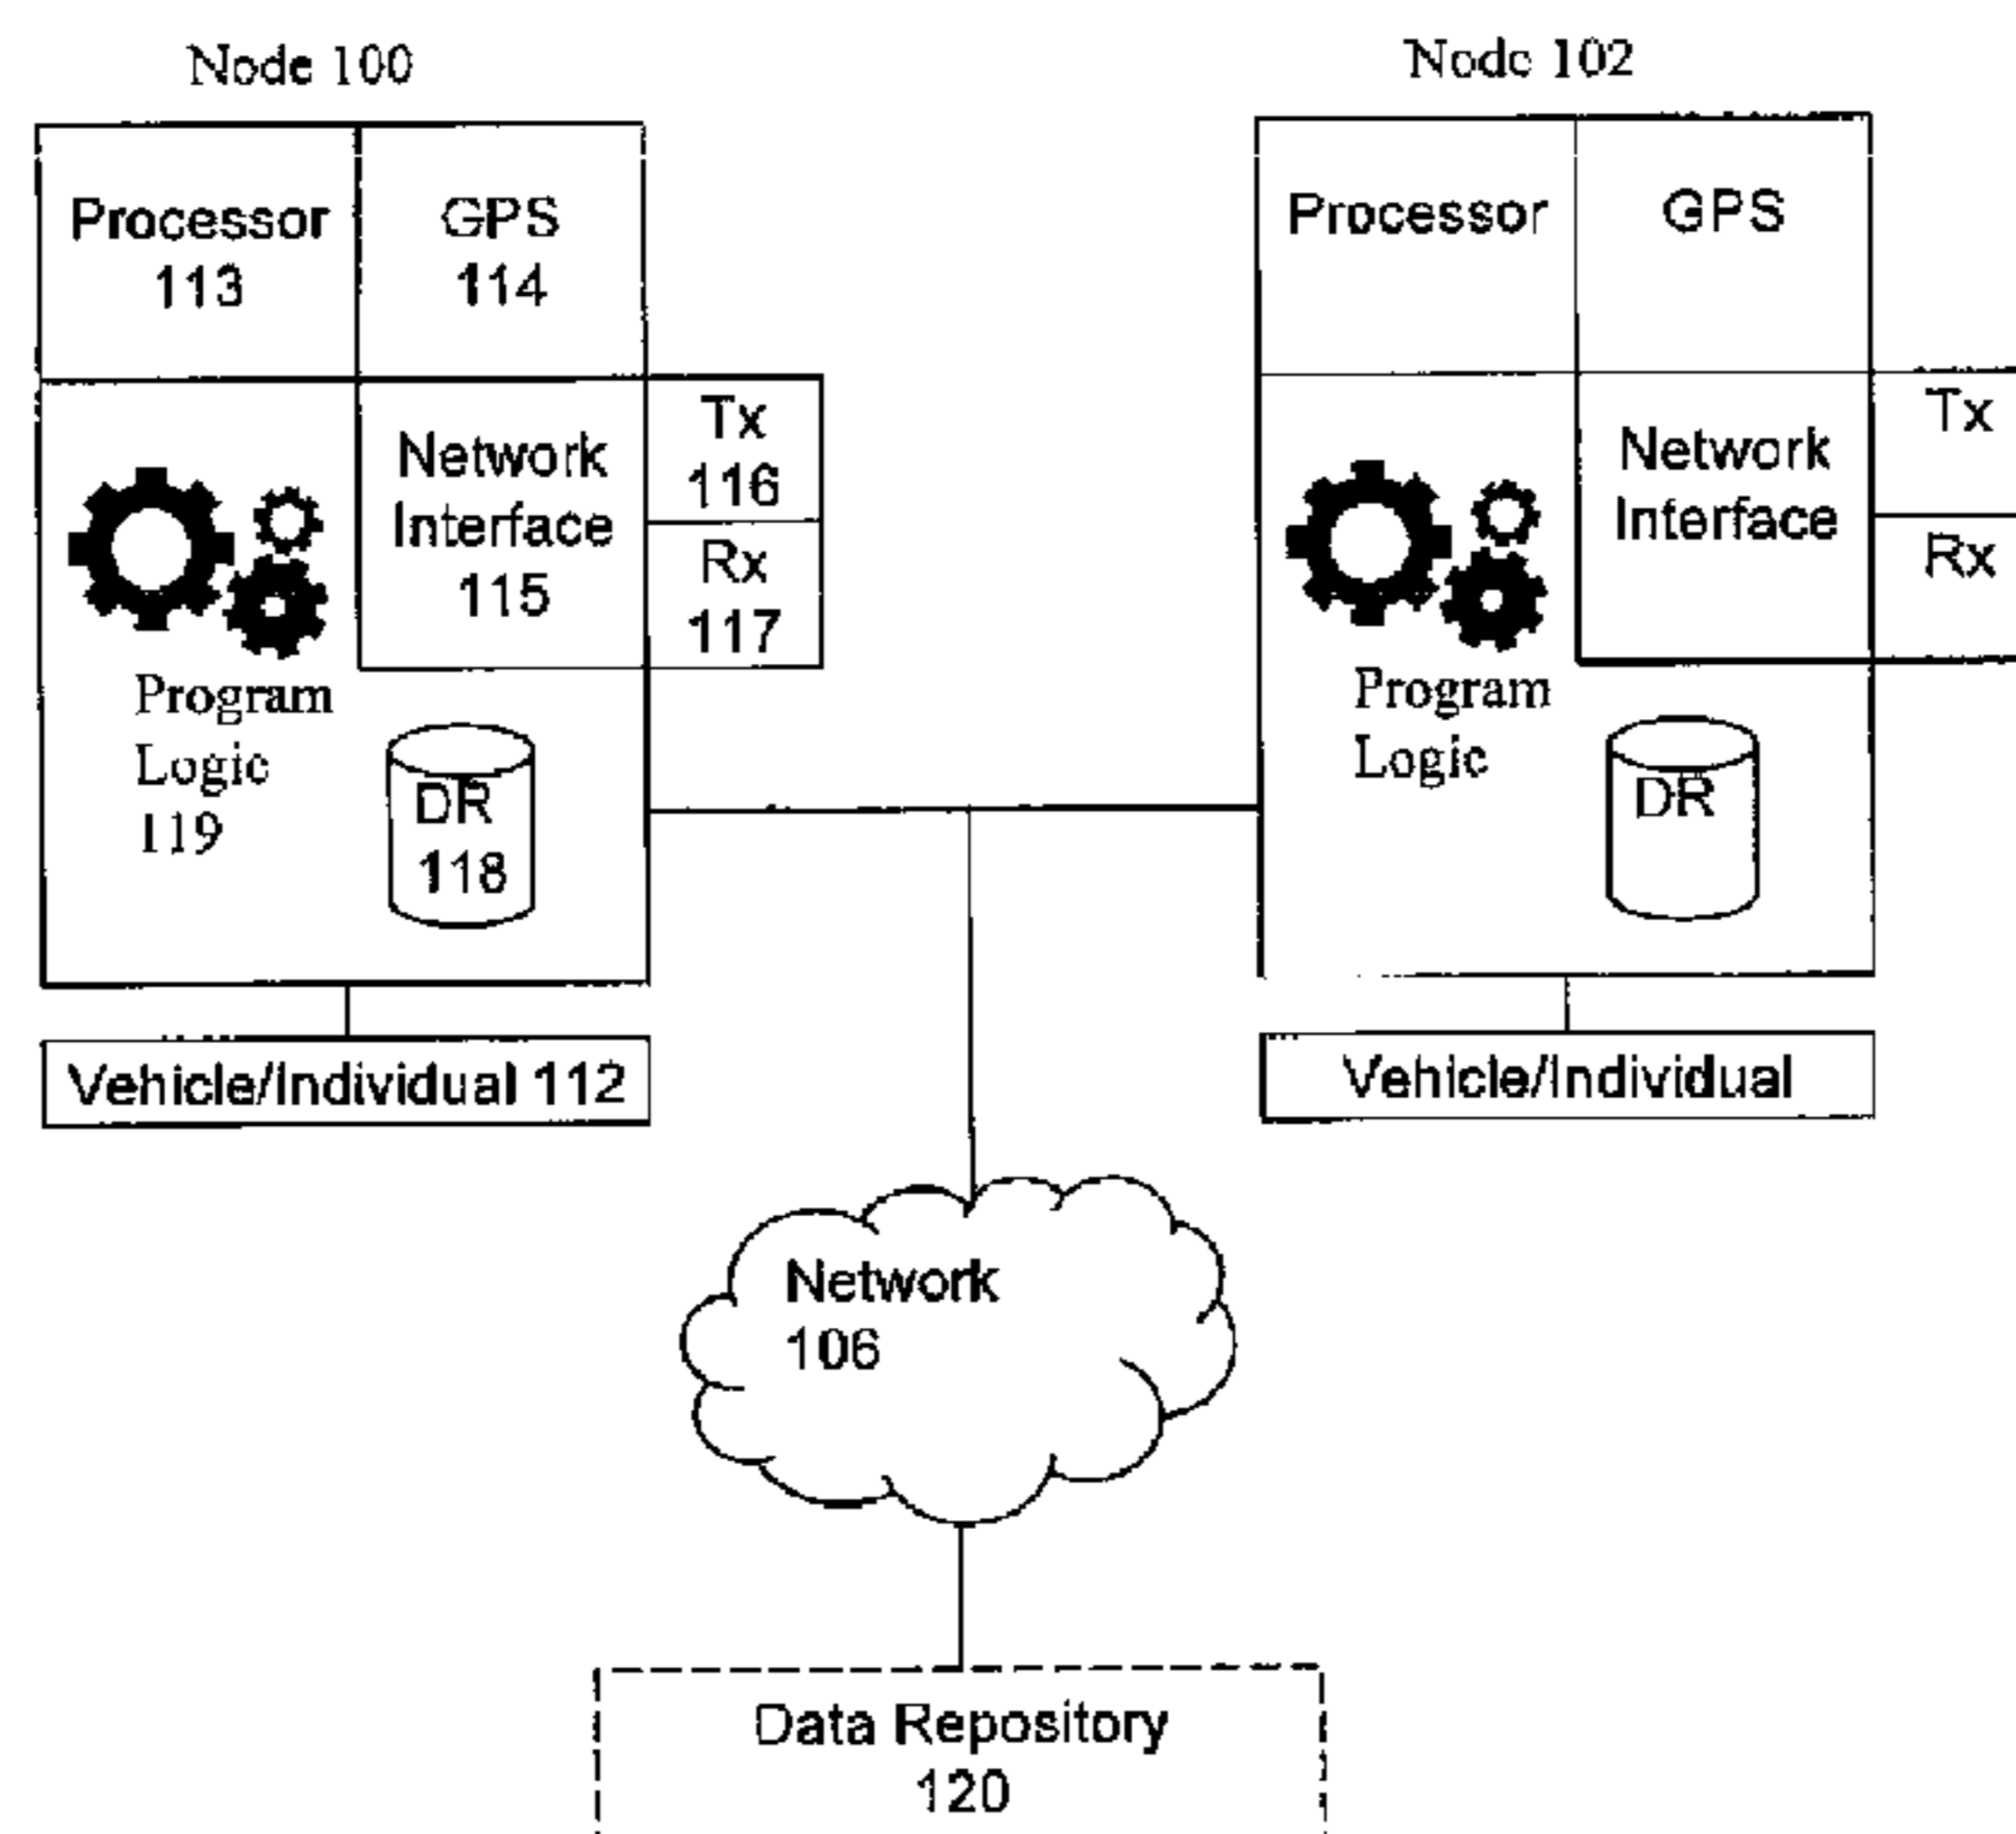 Node 100
Processor
113
GPS
114
Tx
116
Network
Interface
115
Rx
117
Program
Logic
119
DR
118
Vehicle/Individual 112
Node 102
Processor
GPS
Tx
Network
Interface
Rx
Program
Logic
DR
Vehicle/Individual
Network
106
Data Repository
120